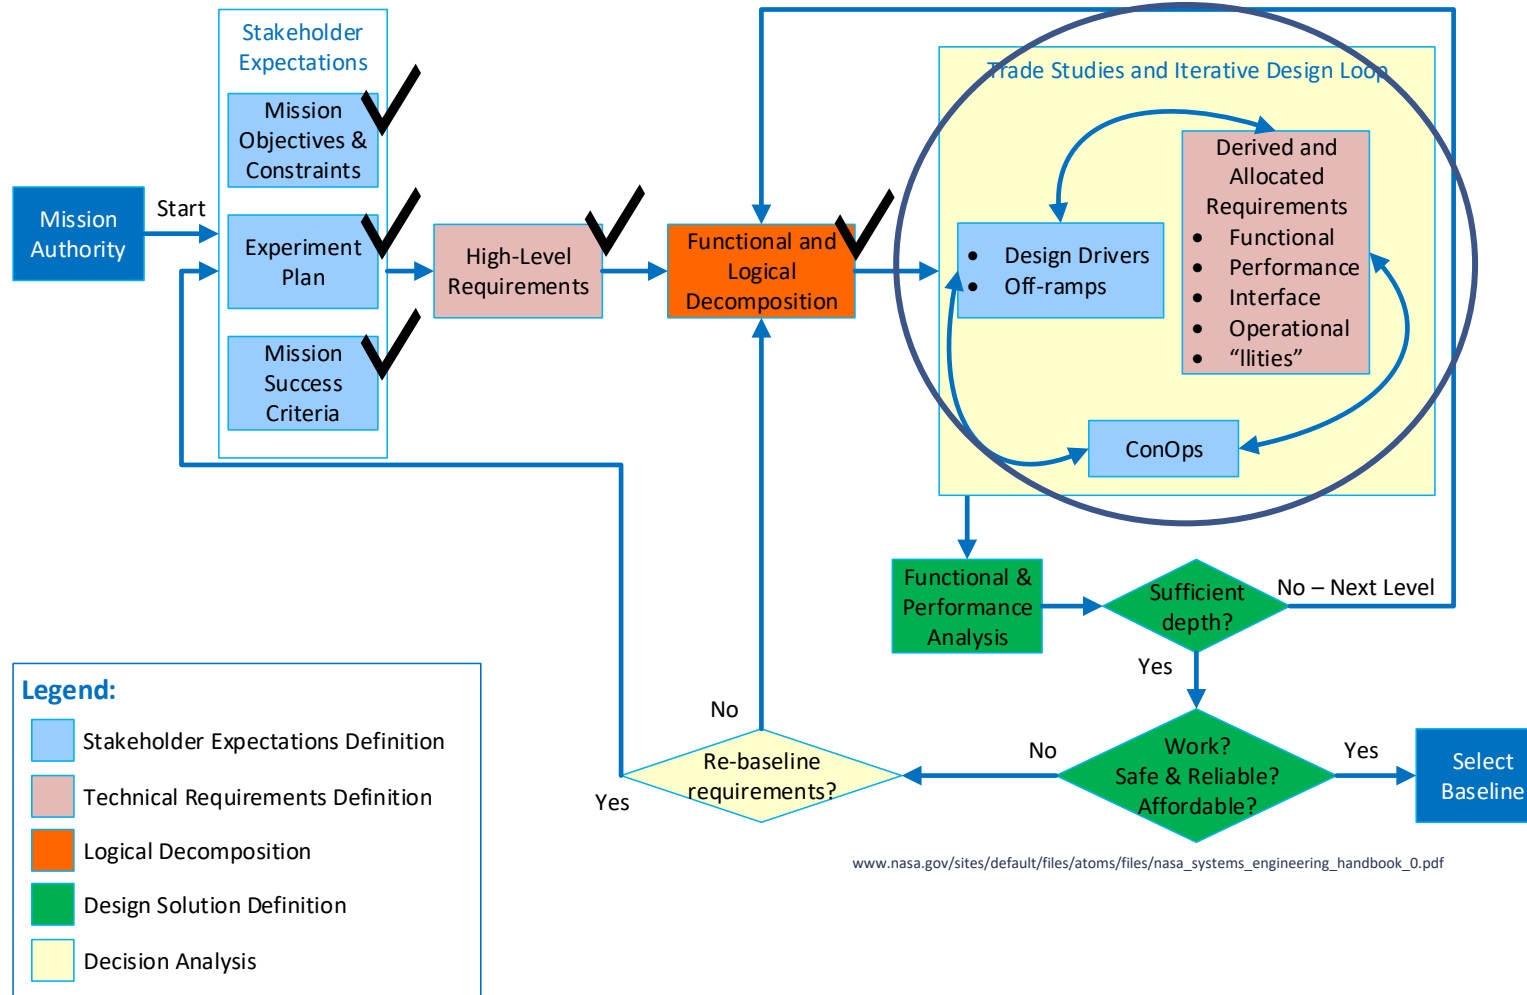 Stakeholder
Expectations
Mission
Objectives &
Constraints
Mission
Authority
Start
Experiment
Plan
Mission
Success
Criteria
High-Level
Requirements
Functional and
Logical
Decomposition
Trade Studies and Iterative Design Loop
• Design Drivers
• Off-ramps
Derived and
Allocated
Requirements
• Functional
• Performance
• Interface
• Operational
• “Ilities”
ConOps
Functional &
Performance
Analysis
Sufficient
depth?
No – Next Level
Yes
Work?
Safe & Reliable?
Affordable?
Yes
Select
Baseline
No
Re-baseline
requirements?
No
Yes
www.nasa.gov/sites/default/files/atoms/files/nasa_systems_engineering_handbook_0.pdf
Legend:
Stakeholder Expectations Definition
Technical Requirements Definition
Logical Decomposition
Design Solution Definition
Decision Analysis